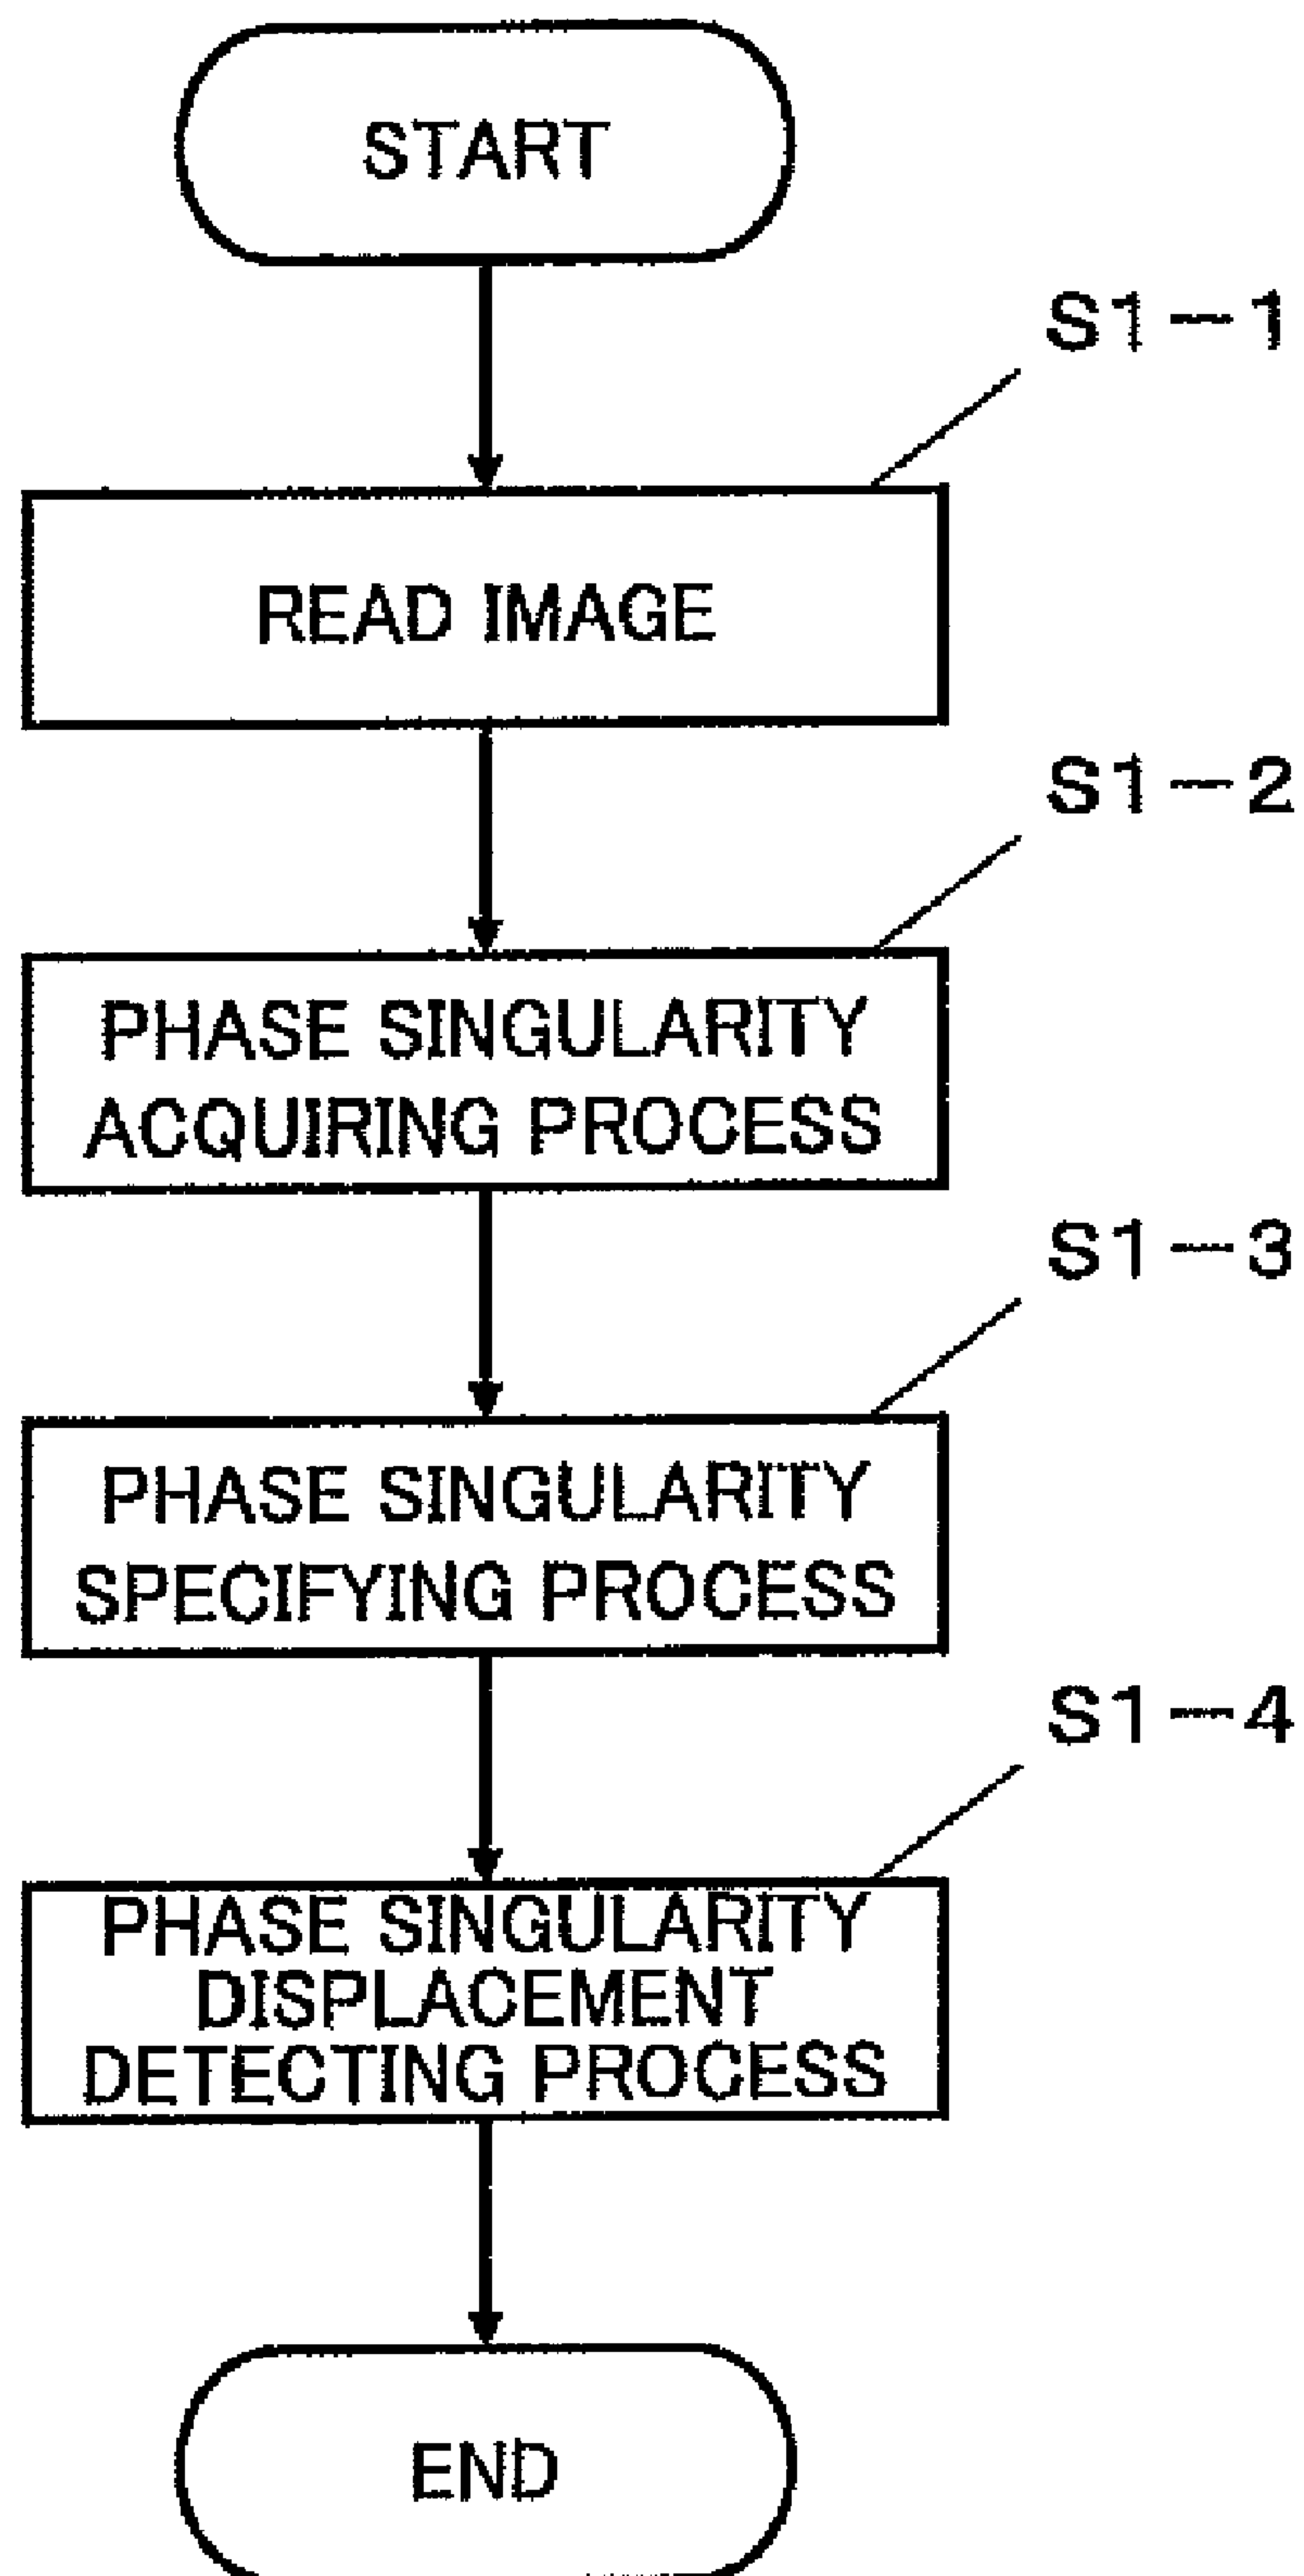 START
S1-1
READ IMAGE
S1-2
PHASE SINGULARITY
ACQUIRING PROCESS
S1-3
PHASE SINGULARITY
SPECIFYING PROCESS
S1-4
PHASE SINGULARITY
DISPLACEMENT
DETECTING PROCESS
END